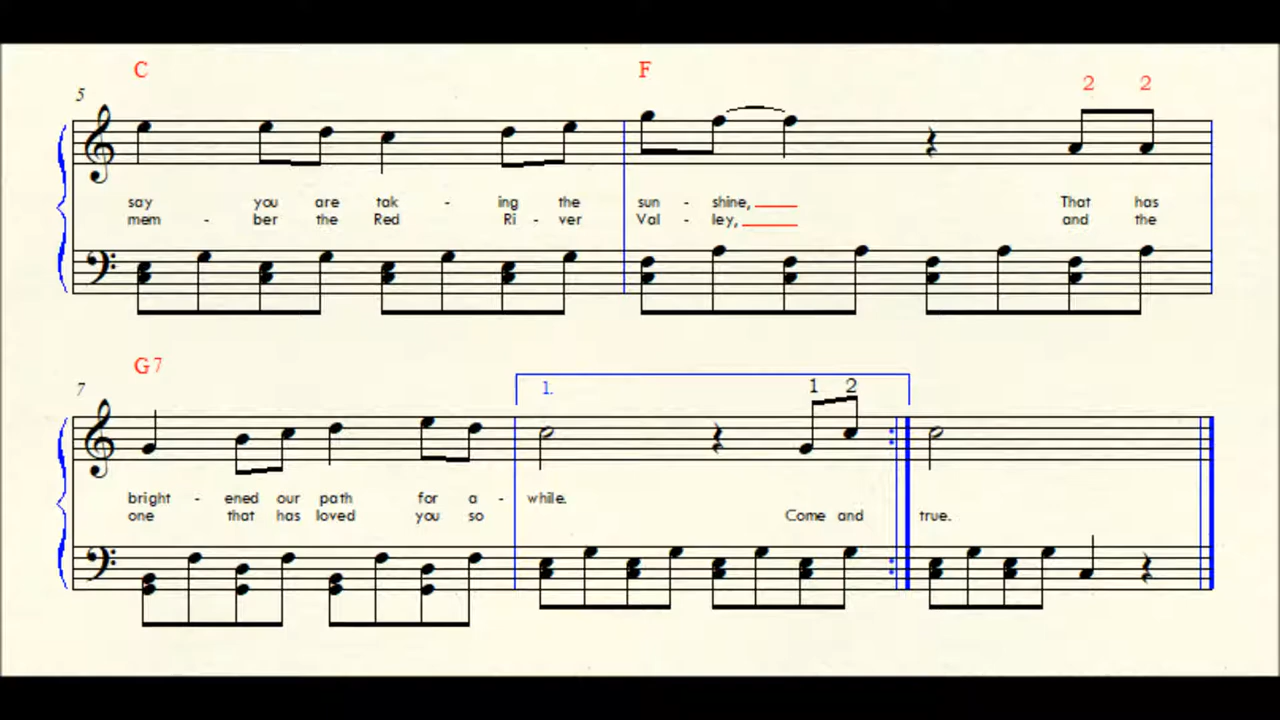 C F
5 2 2
say you are tak - ing the sun - shine, That has
mem - ber the Red Ri - ver Val - ley, and the
G7
7 1. 1 2
bright - ened our path for a - while.
one that has loved you so Come and true.